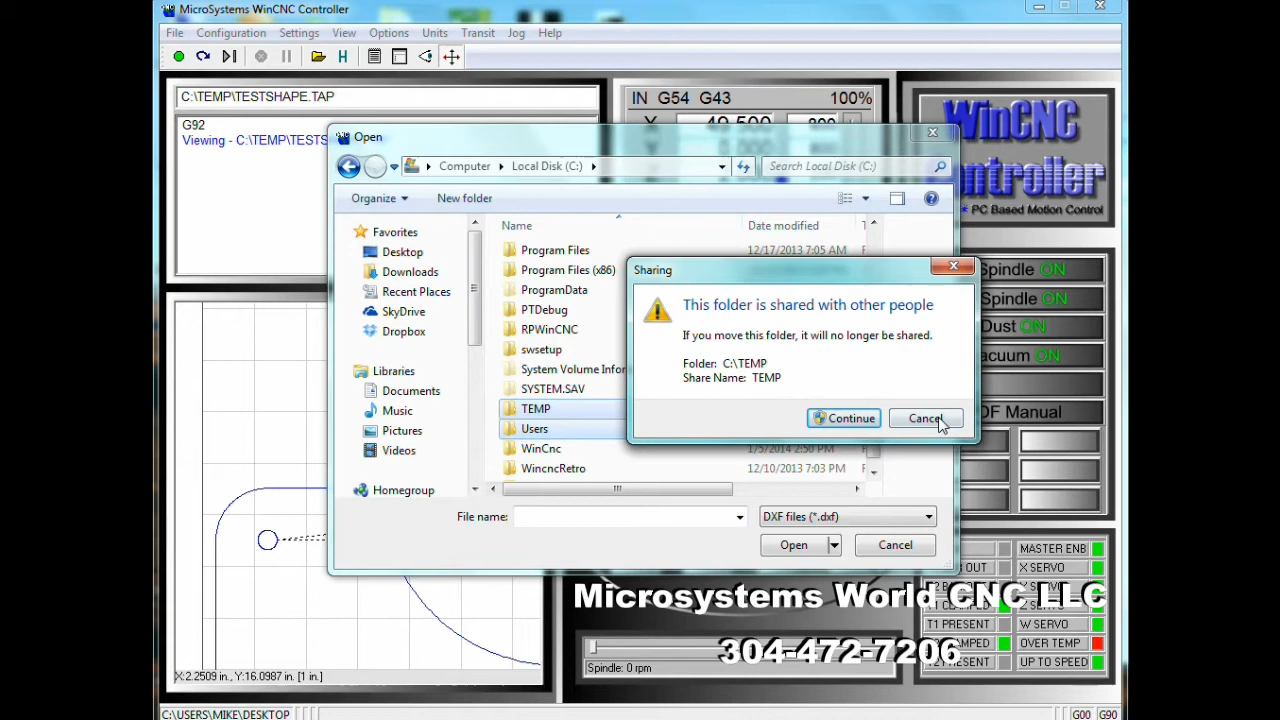 MicroSystems WinCNC Controller
File Configuration Settings View Options Units Transit Jog Help
C:\TEMP\TESTSHAPE.TAP
G92
Viewing - C:\TEMP\TESTS
IN G54 G43 100%
X 49.500
WinCNC
ontroller
* PC Based Motion Control
Open
Computer Local Disk (C:)
Search Local Disk (C:)
Organize New folder
Favorites
Desktop
Downloads
Recent Places
SkyDrive
Dropbox
Libraries
Documents
Music
Pictures
Videos
Homegroup
Name Date modified
Program Files 12/17/2013 7:05 AM
Program Files (x86)
ProgramData
PTDebug
RPWinCNC
swsetup
System Volume Infor
SYSTEM.SAV
TEMP
Users
WinCnc 1/5/2014 2:50 PM
WincncRetro 12/10/2013 7:03 PM
File name:
DXF files (*.dxf)
Open Cancel
Sharing
This folder is shared with other people
If you move this folder, it will no longer be shared.
Folder: C:\TEMP
Share Name: TEMP
Continue Cancel
Spindle ON
Spindle ON
Dust ON
acuum ON
OF Manual
MASTER ENB
OUT X SERVO
Z SERVO
T1 PRESENT W SERVO
AMPED OVER TEMP
PRESENT UP TO SPEED
Microsystems World CNC LLC
304-472-7206
Spindle: 0 rpm
X:2.2509 in., Y:16.0987 in. [1 in.]
C:\USERS\MIKE\DESKTOP G00 G90